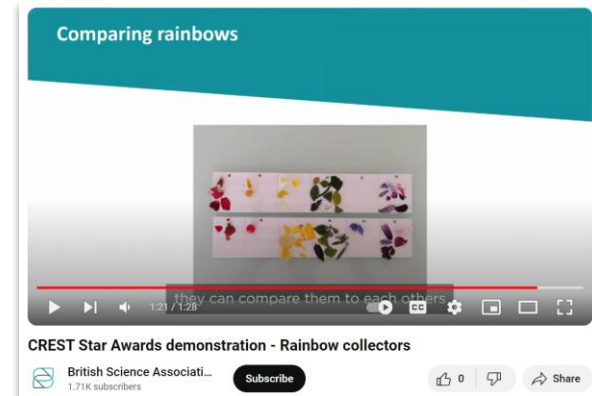 Comparing rainbows
they can compare them to each others
1:21 / 1:28
CC
CREST Star Awards demonstration - Rainbow collectors
British Science Associati...
1.71K subscribers
Subscribe
0
Share